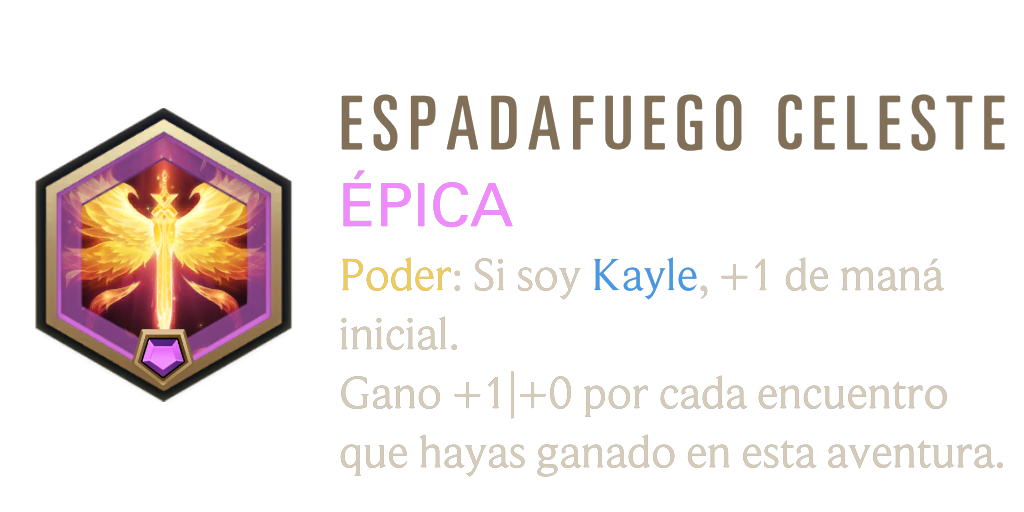 ESPADAFUEGO CELESTE
ÉPICA
Poder: Si soy Kayle, +1 de maná
inicial.
Gano +1|+0 por cada encuentro
que hayas ganado en esta aventura.